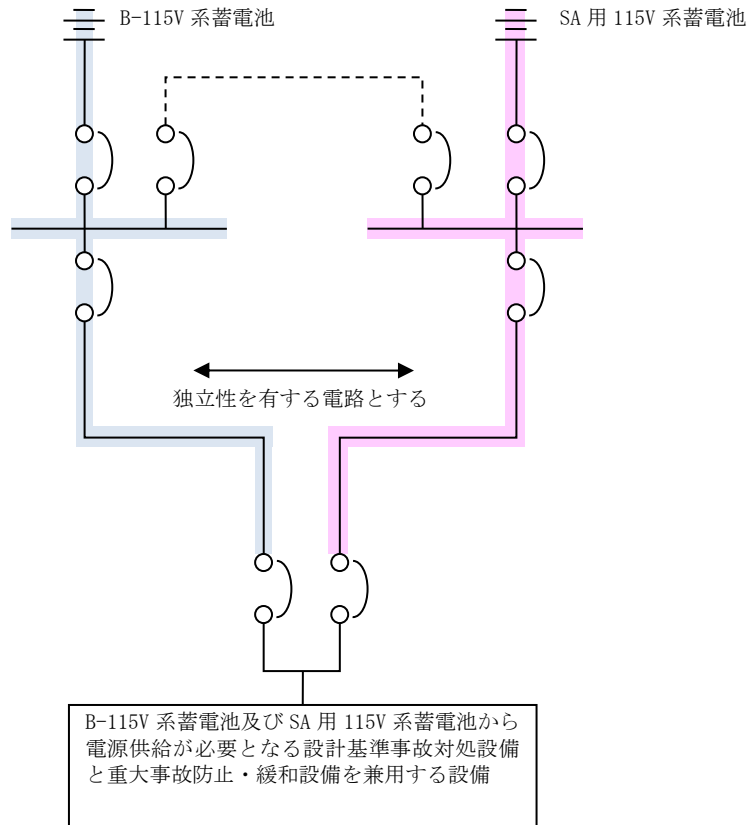 B-115V 系蓄電池
SA 用 115V 系蓄電池
独立性を有する電路とする
B-115V 系蓄電池及び SA 用 115V 系蓄電池から
電源供給が必要となる設計基準事故対処設備
と重大事故防止・緩和設備を兼用する設備